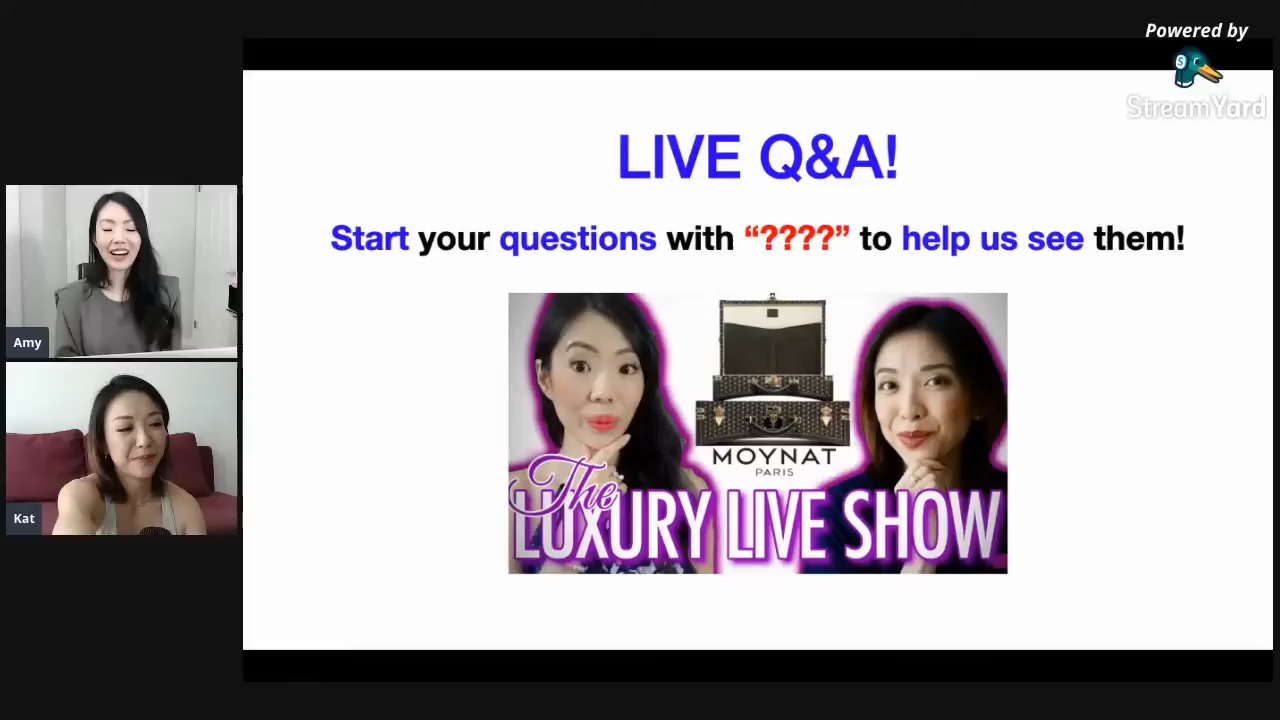 Powered by
StreamYard
LIVE Q&A!
Start your questions with “????” to help us see them!
MOYNAT
PARIS
The
LUXURY LIVE SHOW
Amy
Kat